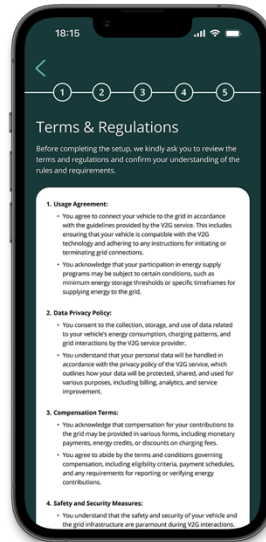 18:15
1 2 3 4 5
Terms & Regulations
Before completing the setup, we kindly ask you to review the
terms and regulations and confirm your understanding of the
rules and requirements.
1. Usage Agreement:
• You agree to connect your vehicle to the grid in accordance
with the guidelines provided by the V2G service. This includes
ensuring that your vehicle is compatible with the V2G
technology and adhering to any instructions for initiating or
terminating grid connections.
• You acknowledge that your participation in energy supply
programs may be subject to certain conditions, such as
minimum energy storage thresholds or specific timeframes for
supplying energy to the grid.
2. Data Privacy Policy:
• You consent to the collection, storage, and use of data related
to your vehicle's energy consumption, charging patterns, and
grid interactions by the V2G service provider.
• You understand that your personal data will be handled in
accordance with the privacy policy of the V2G service, which
outlines how your data will be protected, shared, and used for
various purposes, including billing, analytics, and service
improvement.
3. Compensation Terms:
• You acknowledge that compensation for your contributions to
the grid may be provided in various forms, including monetary
payments, energy credits, or discounts on charging fees.
• You agree to abide by the terms and conditions governing
compensation, including eligibility criteria, payment schedules,
and any requirements for reporting or verifying energy
contributions.
4. Safety and Security Measures:
• You understand that the safety and security of your vehicle and
the grid infrastructure are paramount during V2G interactions.